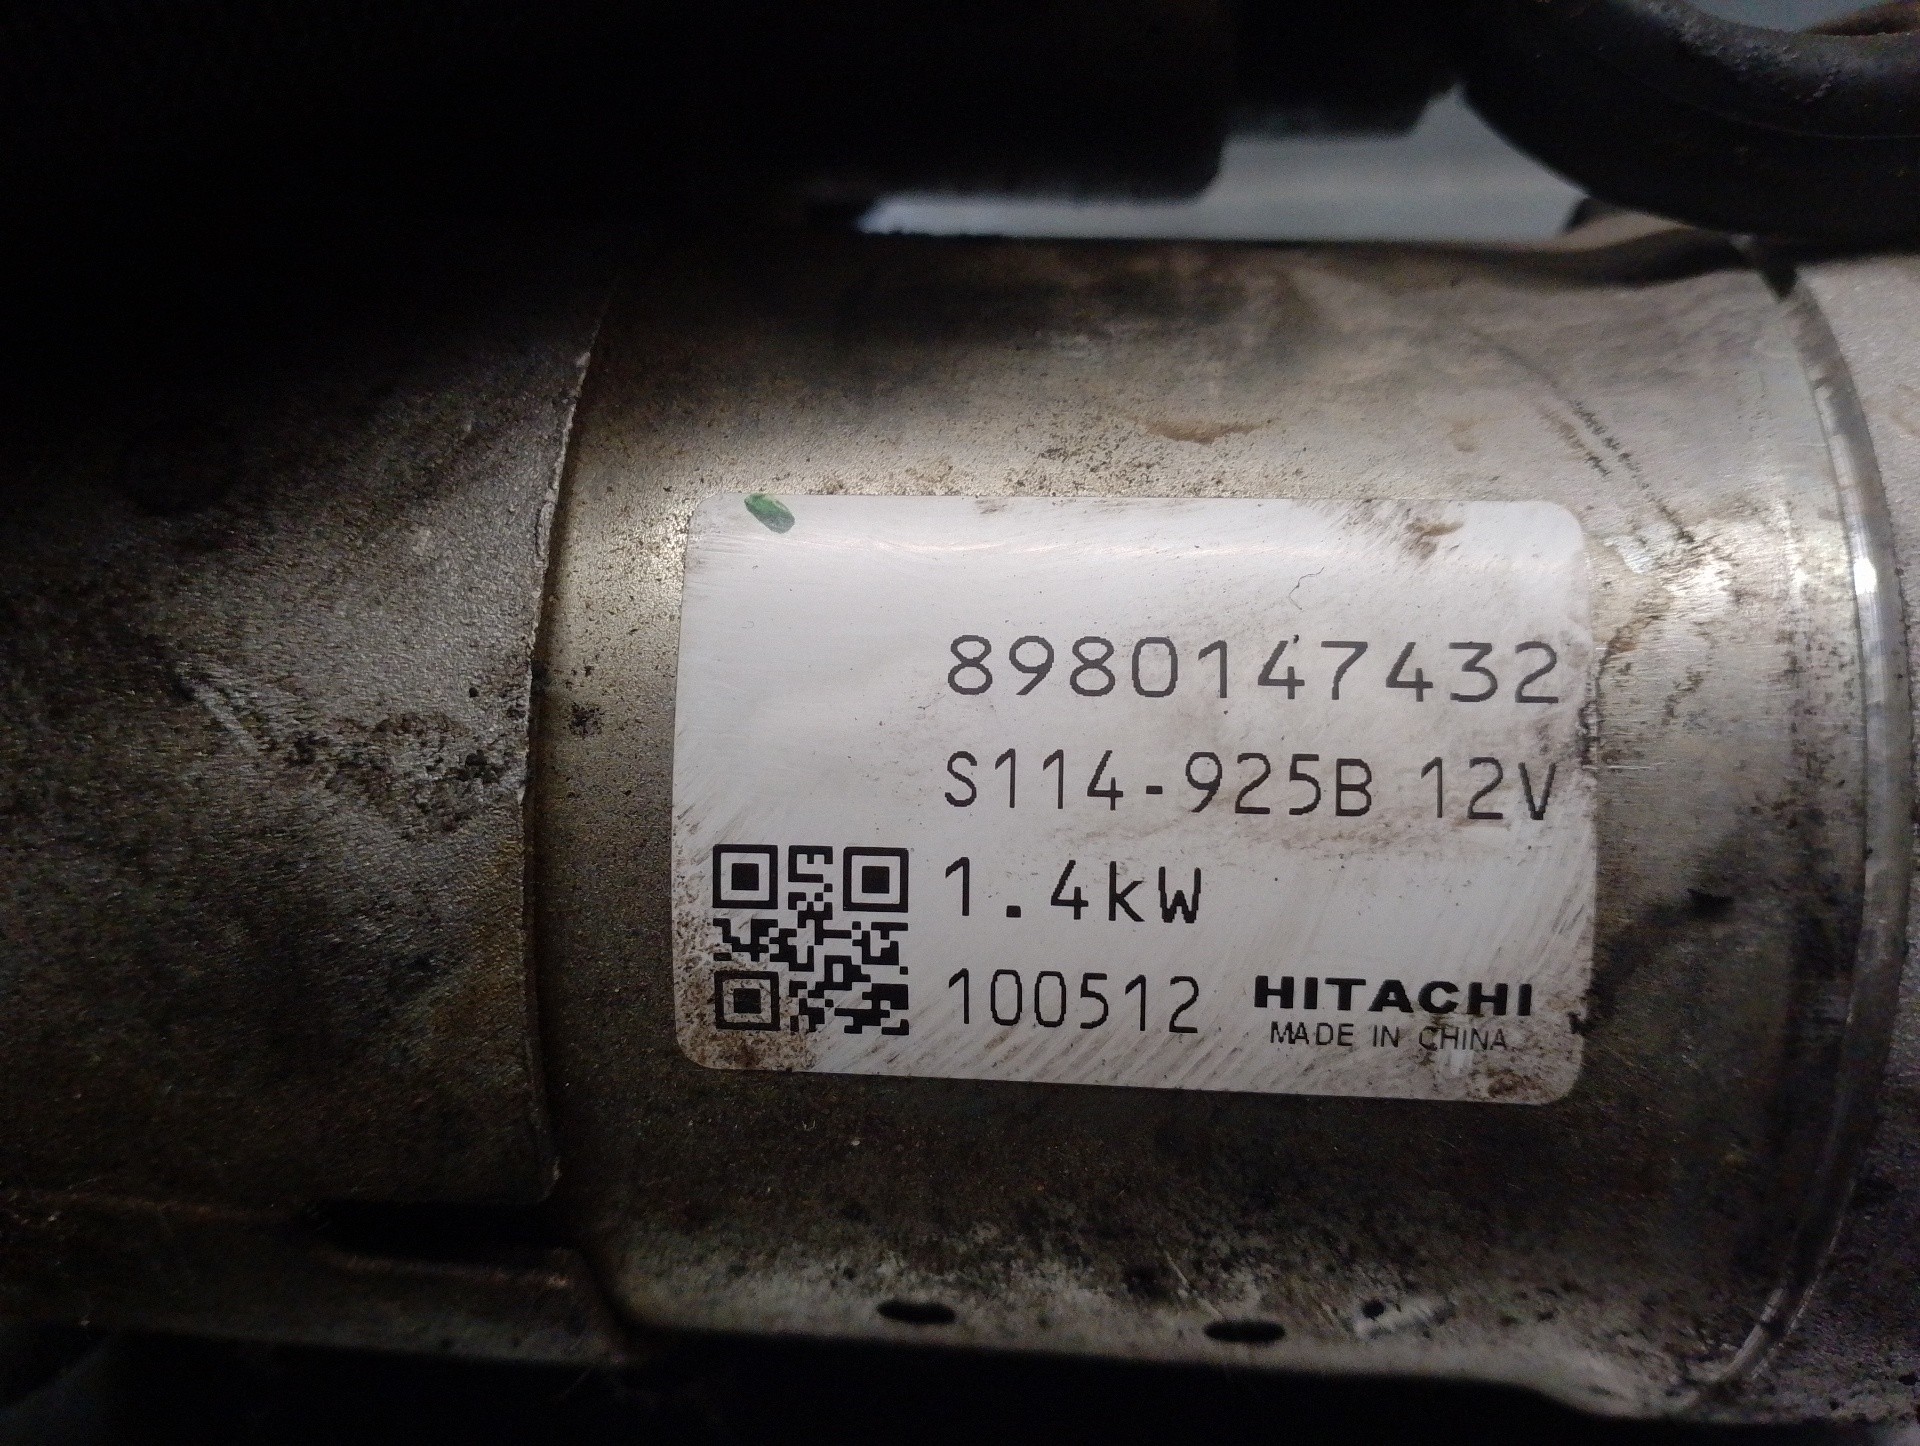 8980147432
S114-925B 12V
1.4kW
100512 HITACHI
MADE IN CHINA